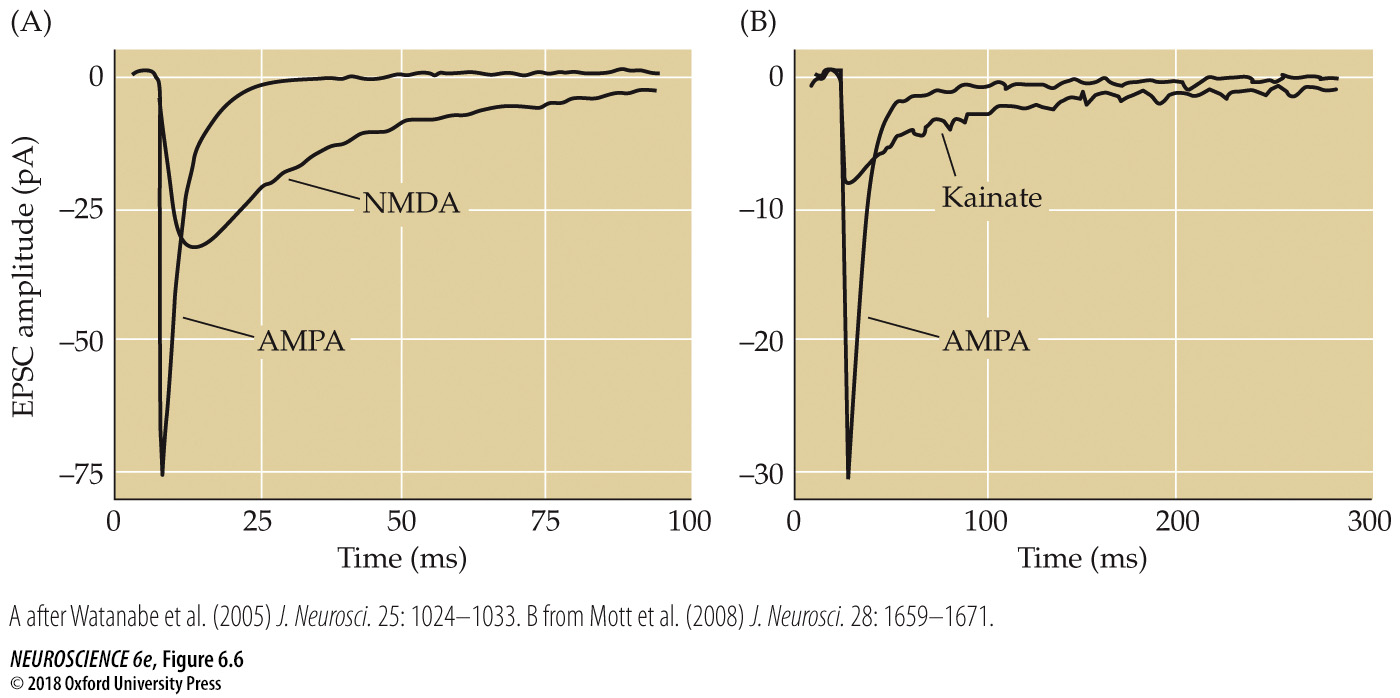 (A)
(B)
EPSC amplitude (pA)
0
–25
–50
–75
NMDA
AMPA
0
25
50
75
100
Time (ms)
0
–10
–20
–30
Kainate
AMPA
0
100
200
300
Time (ms)
A after Watanabe et al. (2005) J. Neurosci. 25: 1024–1033. B from Mott et al. (2008) J. Neurosci. 28: 1659–1671.
NEUROSCIENCE 6e, Figure 6.6
© 2018 Oxford University Press